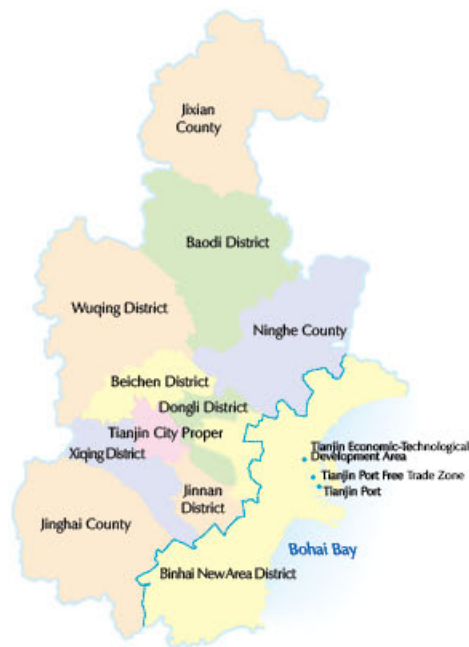 Jixian
County
Baodi District
Wuqing District
Ninghe County
Beichen District
Dongli District
Tianjin City Proper
Tianjin Economic-Technological
Development Area
Xiqing District
Tianjin Port Free Trade Zone
Tianjin Port
Jinnan
District
Jinghai County
Bohai Bay
Binhai New Area District